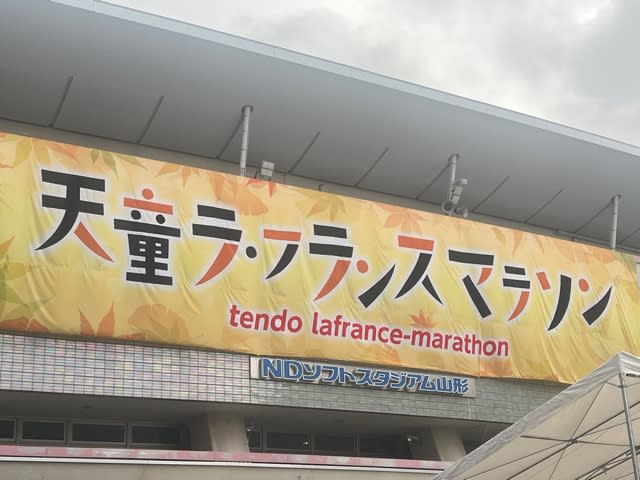 天童ラ・フランスマラソン
tendo lafrance-marathon
NDソフトスタジアム山形